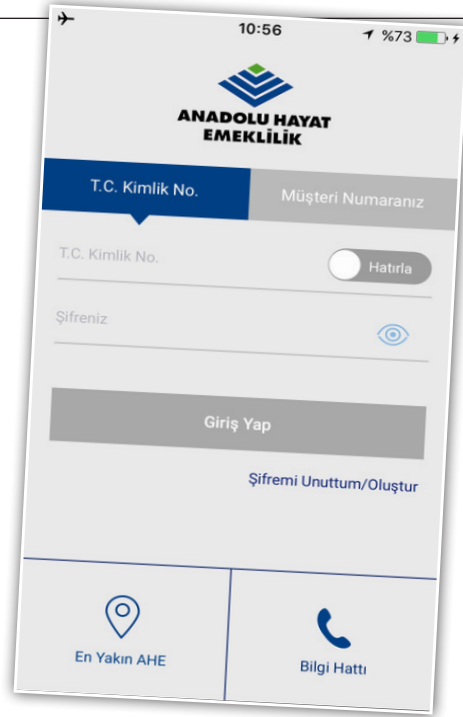 10:56
%73
ANADOLU HAYAT
EMEKLİLİK
T.C. Kimlik No.
Müşteri Numaranız
T.C. Kimlik No.
Hatırla
Şifreniz
Giriş Yap
Şifremi Unuttum/Oluştur
En Yakın AHE
Bilgi Hattı